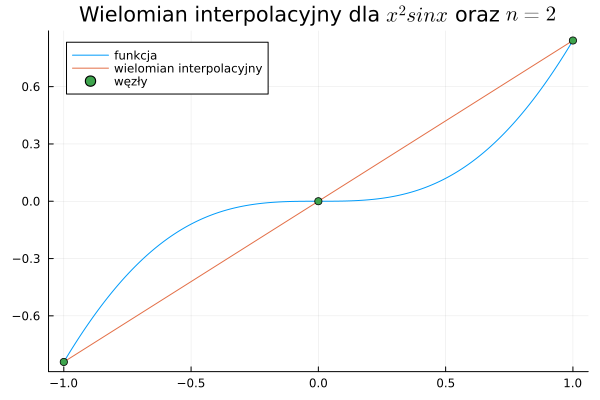 Wielomian interpolacyjny dla x²sinx oraz n = 2
funkcja
wielomian interpolacyjny
węzły
0.6
0.3
0.0
−0.3
−0.6
−1.0 −0.5 0.0 0.5 1.0